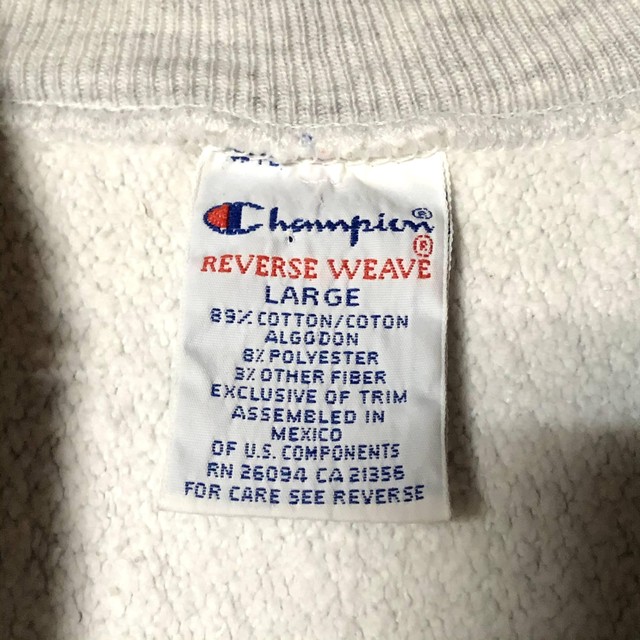 Champion®
REVERSE WEAVE®
LARGE
89% COTTON/COTON
ALGODON
8% POLYESTER
3% OTHER FIBER
EXCLUSIVE OF TRIM
ASSEMBLED IN
MEXICO
OF U.S. COMPONENTS
RN 26094 CA 21356
FOR CARE SEE REVERSE